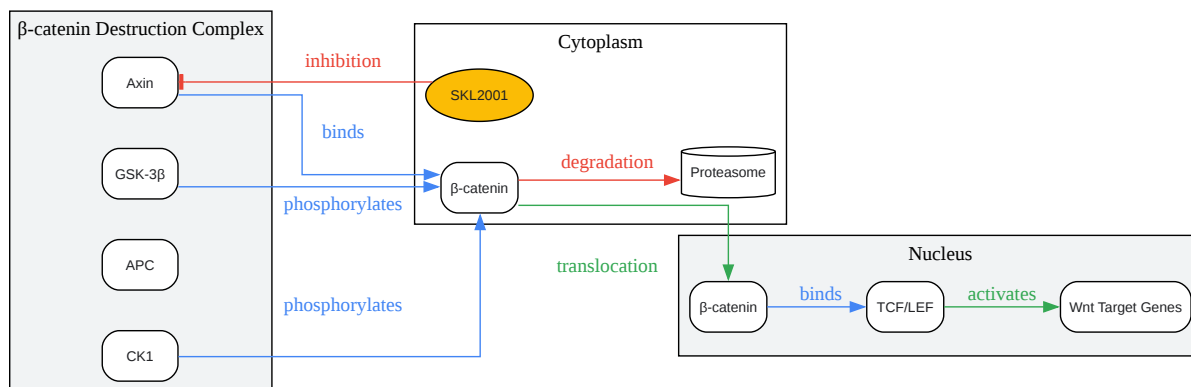 β-catenin Destruction Complex
Axin
GSK-3β
APC
CK1
inhibition
binds
phosphorylates
phosphorylates
Cytoplasm
SKL2001
β-catenin
degradation
Proteasome
translocation
Nucleus
β-catenin
binds
TCF/LEF
activates
Wnt Target Genes